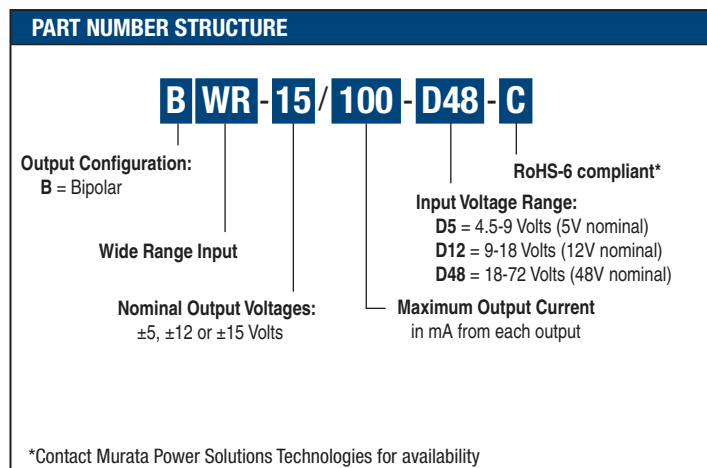 PART NUMBER STRUCTURE
B WR - 15 / 100 - D48 - C
Output Configuration:
B = Bipolar
Wide Range Input
Nominal Output Voltages:
±5, ±12 or ±15 Volts
RoHS-6 compliant*
Input Voltage Range:
D5 = 4.5-9 Volts (5V nominal)
D12 = 9-18 Volts (12V nominal)
D48 = 18-72 Volts (48V nominal)
Maximum Output Current
in mA from each output
*Contact Murata Power Solutions Technologies for availability